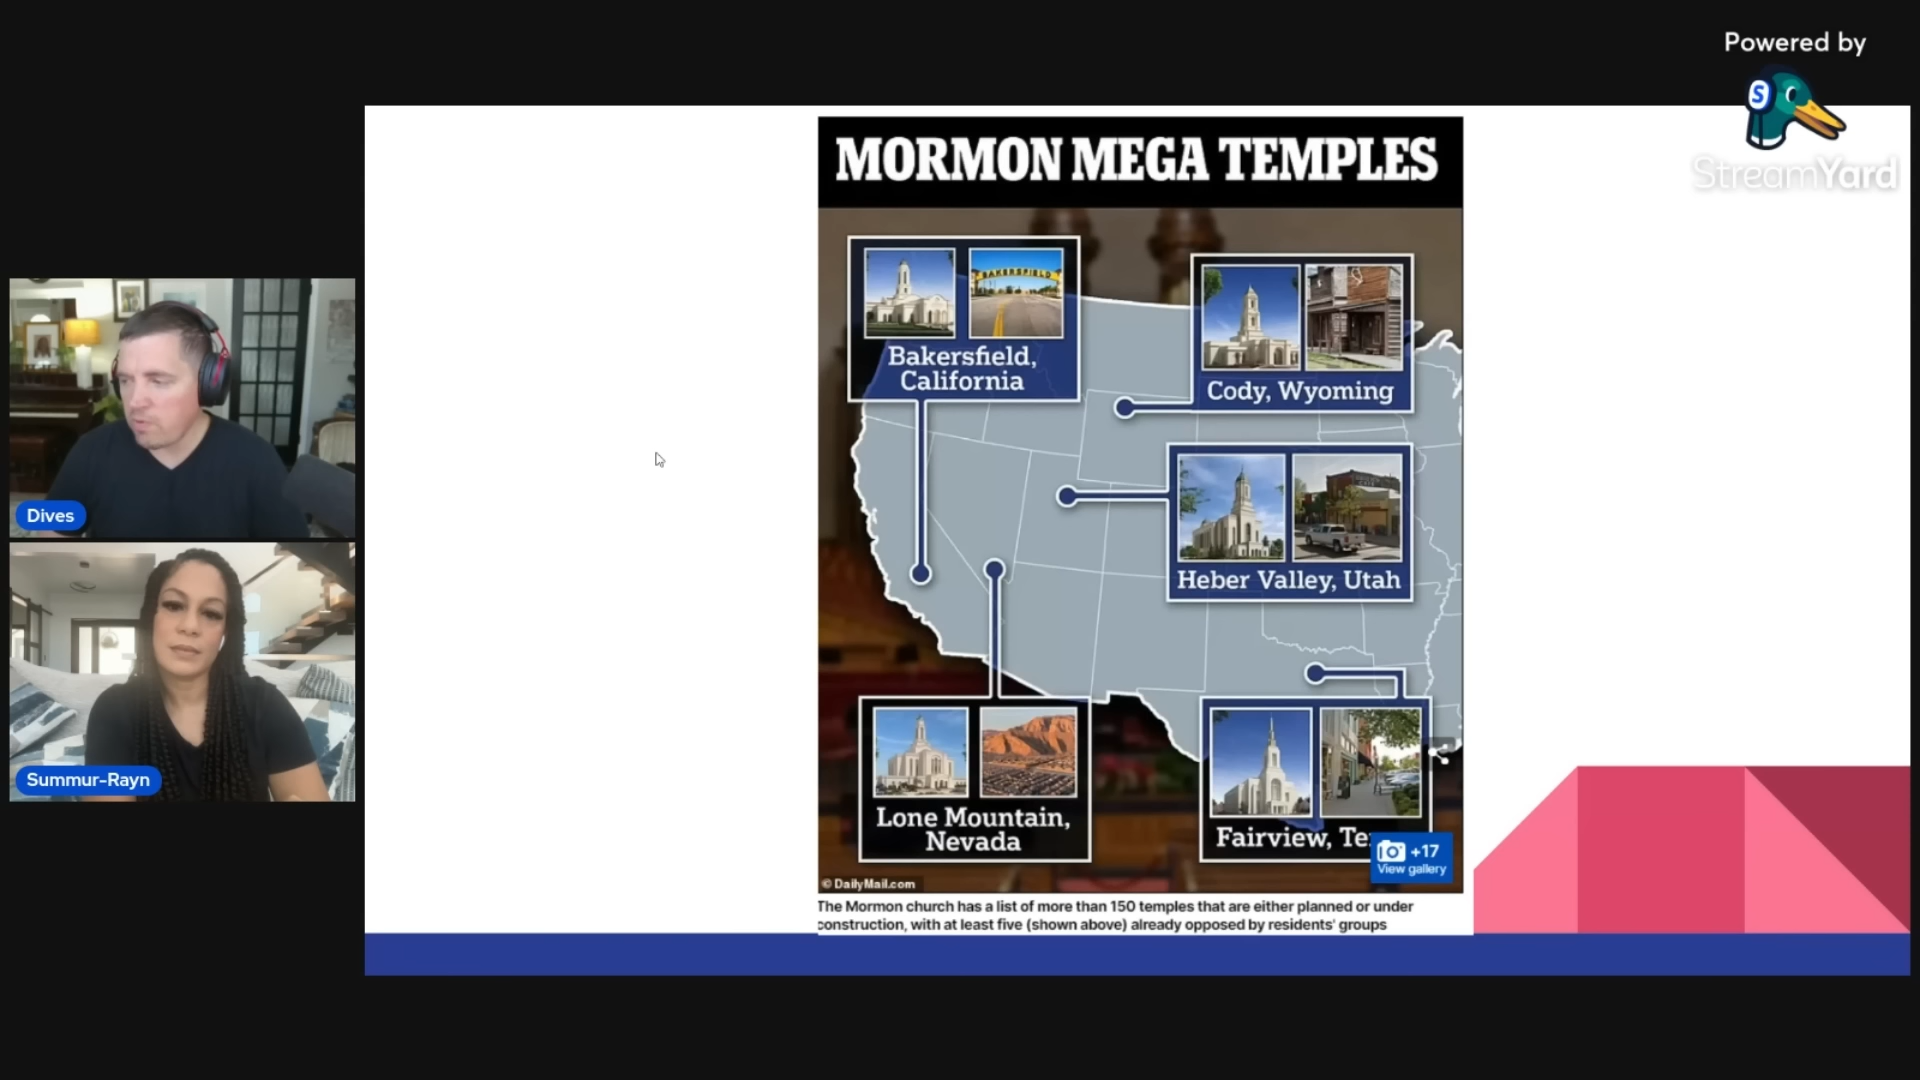 Powered by
S
StreamYard
MORMON MEGA TEMPLES
BAKERSFIELD
Bakersfield,
California
Cody, Wyoming
Heber Valley, Utah
Lone Mountain,
Nevada
Fairview, Te
+17
View gallery
© DailyMail.com
The Mormon church has a list of more than 150 temples that are either planned or under
construction, with at least five (shown above) already opposed by residents' groups
Dives
Summur-Rayn